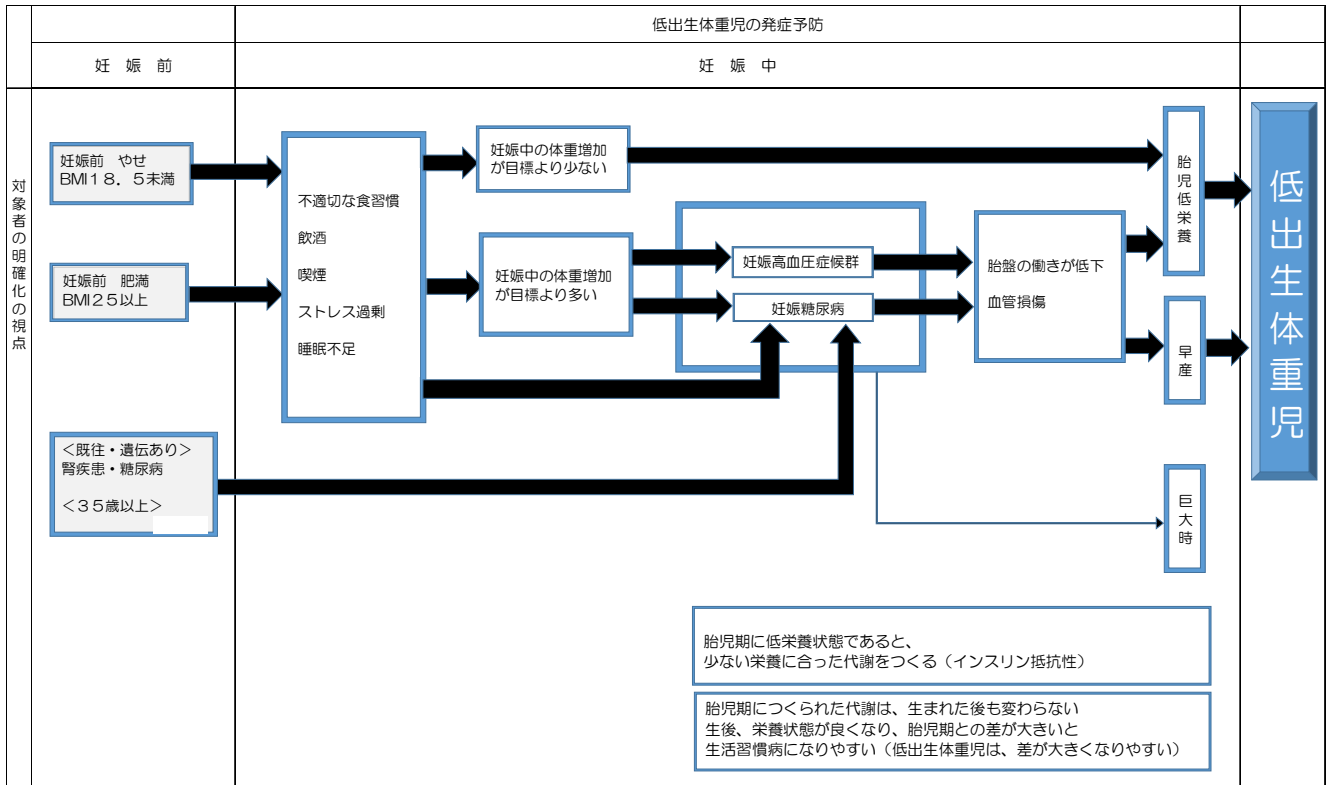 低出生体重児の発症予防
妊 娠 前
妊 娠 中
対象者の明確化の視点
妊娠前 やせ
BMI18．5未満
妊娠前 肥満
BMI25以上
＜既往・遺伝あり＞
腎疾患・糖尿病
＜35歳以上＞
不適切な食習慣
飲酒
喫煙
ストレス過剰
睡眠不足
妊娠中の体重増加
が目標より少ない
妊娠中の体重増加
が目標より多い
妊娠高血圧症候群
妊娠糖尿病
胎盤の働きが低下
血管損傷
胎児低栄養
早産
巨大時
低出生体重児
胎児期に低栄養状態であると、
少ない栄養に合った代謝をつくる（インスリン抵抗性）
胎児期につくられた代謝は、生まれた後も変わらない
生後、栄養状態が良くなり、胎児期との差が大きいと
生活習慣病になりやすい（低出生体重児は、差が大きくなりやすい）